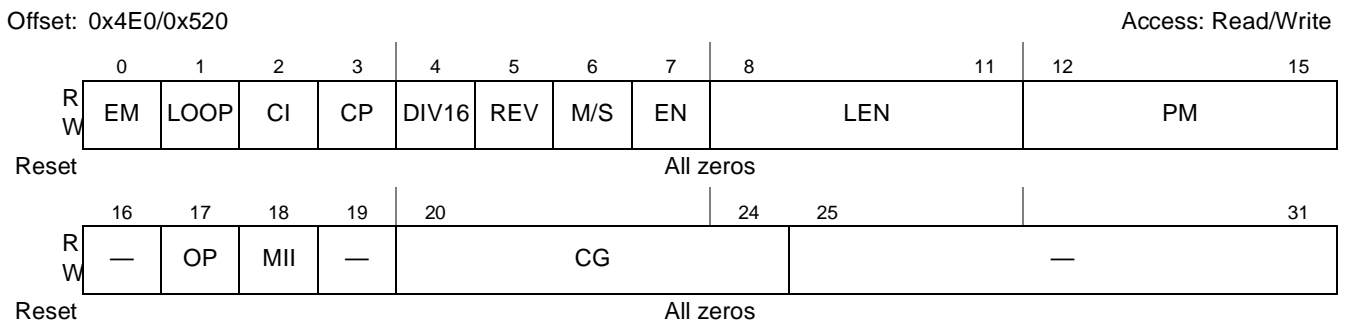 Offset: 0x4E0/0x520 Access: Read/Write
0 1 2 3 4 5 6 7 8 11 12 15
R
W
EM LOOP CI CP DIV16 REV M/S EN LEN PM
Reset All zeros
16 17 18 19 20 24 25 31
R
W
— OP MII — CG —
Reset All zeros